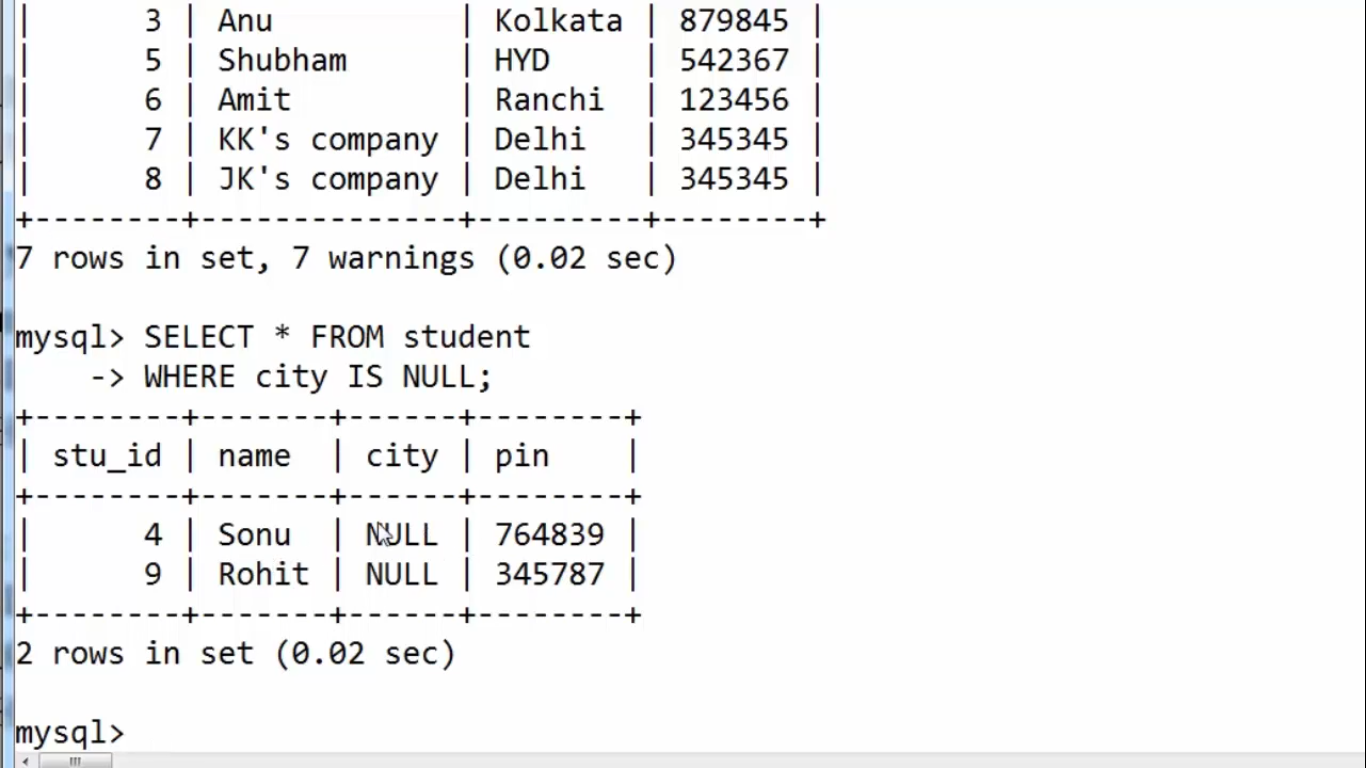 |      3 | Anu          | Kolkata | 879845 |
|      5 | Shubham      | HYD     | 542367 |
|      6 | Amit         | Ranchi  | 123456 |
|      7 | KK's company | Delhi   | 345345 |
|      8 | JK's company | Delhi   | 345345 |
+--------+--------------+---------+--------+
7 rows in set, 7 warnings (0.02 sec)
mysql> SELECT * FROM student
    -> WHERE city IS NULL;
+--------+-------+------+--------+
| stu_id | name  | city | pin    |
+--------+-------+------+--------+
|      4 | Sonu  | NULL | 764839 |
|      9 | Rohit | NULL | 345787 |
+--------+-------+------+--------+
2 rows in set (0.02 sec)
mysql>